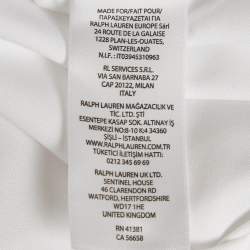 MADE FOR/FAIT POUR/
ΠΑΡΑΣΚΕΥΑΖΕΤΑΙ ΓΙΑ
RALPH LAUREN EUROPE Sàrl
24 ROUTE DE LA GALAISE
1228 PLAN-LES-OUATES,
SWITZERLAND
N.I.F.: IT03945310963
RL SERVICES S.R.L.
VIA SAN BARNABA 27
CAP 20122, MILAN
ITALY
RALPH LAUREN MAĞAZACILIK VE
TİC. LTD. ŞTİ
ESENTEPE KASAP SOK. ALTINAY İŞ
MERKEZİ NO:8-10 K:4 34360
ŞİŞLİ - İSTANBUL
WWW.RALPHLAUREN.COM.TR
TÜKETİCİ İLETİŞİM HATTI:
0212 345 69 69
RALPH LAUREN UK LTD.
SENTINEL HOUSE
46 CLARENDON RD
WATFORD, HERTFORDSHIRE
WD17 1HE
UNITED KINGDOM
RN 41381
CA 56658